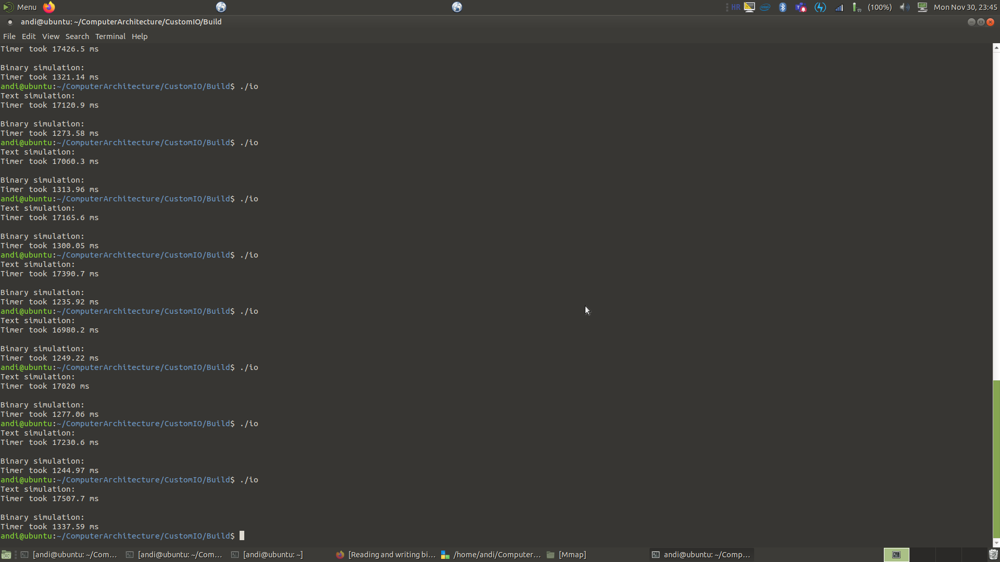 Menu
HR
intel
(100%)
Mon Nov 30, 23:45
andi@ubuntu: ~/ComputerArchitecture/CustomIO/Build
File Edit View Search Terminal Help
Timer took 17426.5 ms
Binary simulation:
Timer took 1321.14 ms
andi@ubuntu:~/ComputerArchitecture/CustomIO/Build$ ./io
Text simulation:
Timer took 17120.9 ms
Binary simulation:
Timer took 1273.58 ms
andi@ubuntu:~/ComputerArchitecture/CustomIO/Build$ ./io
Text simulation:
Timer took 17060.3 ms
Binary simulation:
Timer took 1313.96 ms
andi@ubuntu:~/ComputerArchitecture/CustomIO/Build$ ./io
Text simulation:
Timer took 17165.6 ms
Binary simulation:
Timer took 1300.05 ms
andi@ubuntu:~/ComputerArchitecture/CustomIO/Build$ ./io
Text simulation:
Timer took 17390.7 ms
Binary simulation:
Timer took 1235.92 ms
andi@ubuntu:~/ComputerArchitecture/CustomIO/Build$ ./io
Text simulation:
Timer took 16980.2 ms
Binary simulation:
Timer took 1249.22 ms
andi@ubuntu:~/ComputerArchitecture/CustomIO/Build$ ./io
Text simulation:
Timer took 17020 ms
Binary simulation:
Timer took 1277.06 ms
andi@ubuntu:~/ComputerArchitecture/CustomIO/Build$ ./io
Text simulation:
Timer took 17230.6 ms
Binary simulation:
Timer took 1244.97 ms
andi@ubuntu:~/ComputerArchitecture/CustomIO/Build$ ./io
Text simulation:
Timer took 17507.7 ms
Binary simulation:
Timer took 1337.59 ms
andi@ubuntu:~/ComputerArchitecture/CustomIO/Build$
[andi@ubuntu: ~/Com... [andi@ubuntu: ~/Com... [andi@ubuntu: ~] [Reading and writing bi... /home/andi/Computer... [Mmap] andi@ubuntu: ~/Comp...